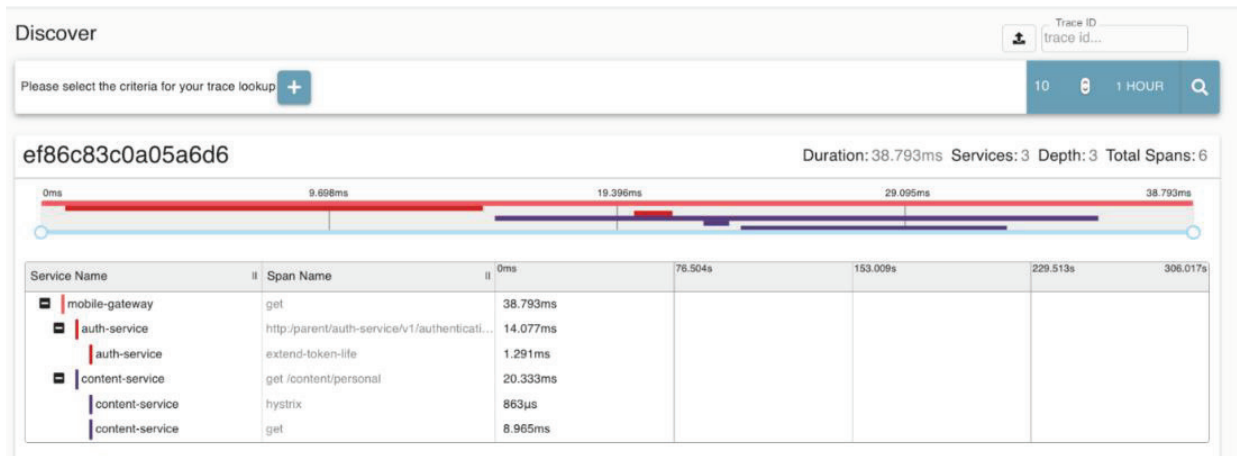 Discover
Trace ID
trace id...
Please select the criteria for your trace lookup
10 1 HOUR
ef86c83c0a05a6d6
Duration: 38.793ms Services: 3 Depth: 3 Total Spans: 6
0ms 9.698ms 19.396ms 29.095ms 38.793ms
Service Name Span Name 0ms 76.504s 153.009s 229.513s 306.017s
mobile-gateway get 38.793ms
auth-service http:/parent/auth-service/v1/authenticati... 14.077ms
auth-service extend-token-life 1.291ms
content-service get /content/personal 20.333ms
content-service hystrix 863µs
content-service get 8.965ms